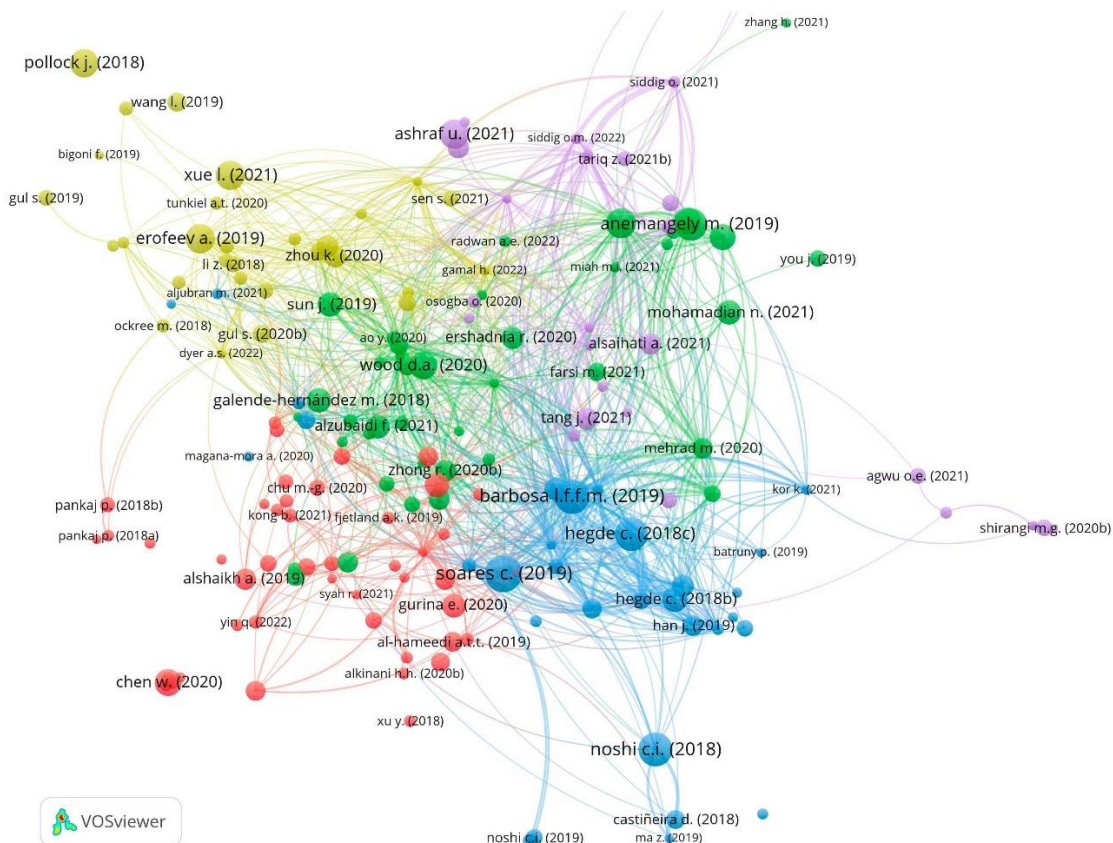 zhang h. (2021)
pollock j. (2018)
siddig o. (2021)
wang l. (2019)
ashraf u. (2021)
siddig o.m. (2022)
bigoni f. (2019)
tariq z. (2021b)
xue l. (2021)
gul s. (2019)
tunkiel a.t. (2020)
sen s. (2021)
anemangely m. (2019)
erofeev a. (2019)
radwan a.e. (2022)
zhou k. (2020)
you j. (2019)
li z. (2018)
miah m.i. (2021)
gamal h. (2022)
aljubran m. (2021)
osogba o. (2020)
sun j. (2019)
mohamadian n. (2021)
ockree m. (2018)
gul s. (2020b)
ao y. (2020)
ershadnia r. (2020)
alsaihati a. (2021)
dyer a.s. (2022)
wood d.a. (2020)
farsi m. (2021)
galende-hernández m. (2018)
alzubaidi f. (2021)
tang j. (2021)
mehrad m. (2020)
magana-mora a. (2020)
zhong r. (2020b)
agwu o.e. (2021)
chu m.-g. (2020)
kor k. (2021)
barbosa l.f.f.m. (2019)
pankaj p. (2018b)
kong b. (2021)
fjetland a.k. (2019)
shirangi m.g. (2020b)
pankaj p. (2018a)
hegde c. (2018c)
batruny p. (2019)
alshaikh a. (2019)
soares c. (2019)
syah r. (2021)
hegde c. (2018b)
gurina e. (2020)
yin q. (2022)
han j. (2019)
al-hameedi a.t.t. (2019)
alkinani h.h. (2020b)
chen w. (2020)
xu y. (2018)
noshi c.i. (2018)
castiñeira d. (2018)
noshi c.i. (2019)
ma z. (2019)
VOSviewer